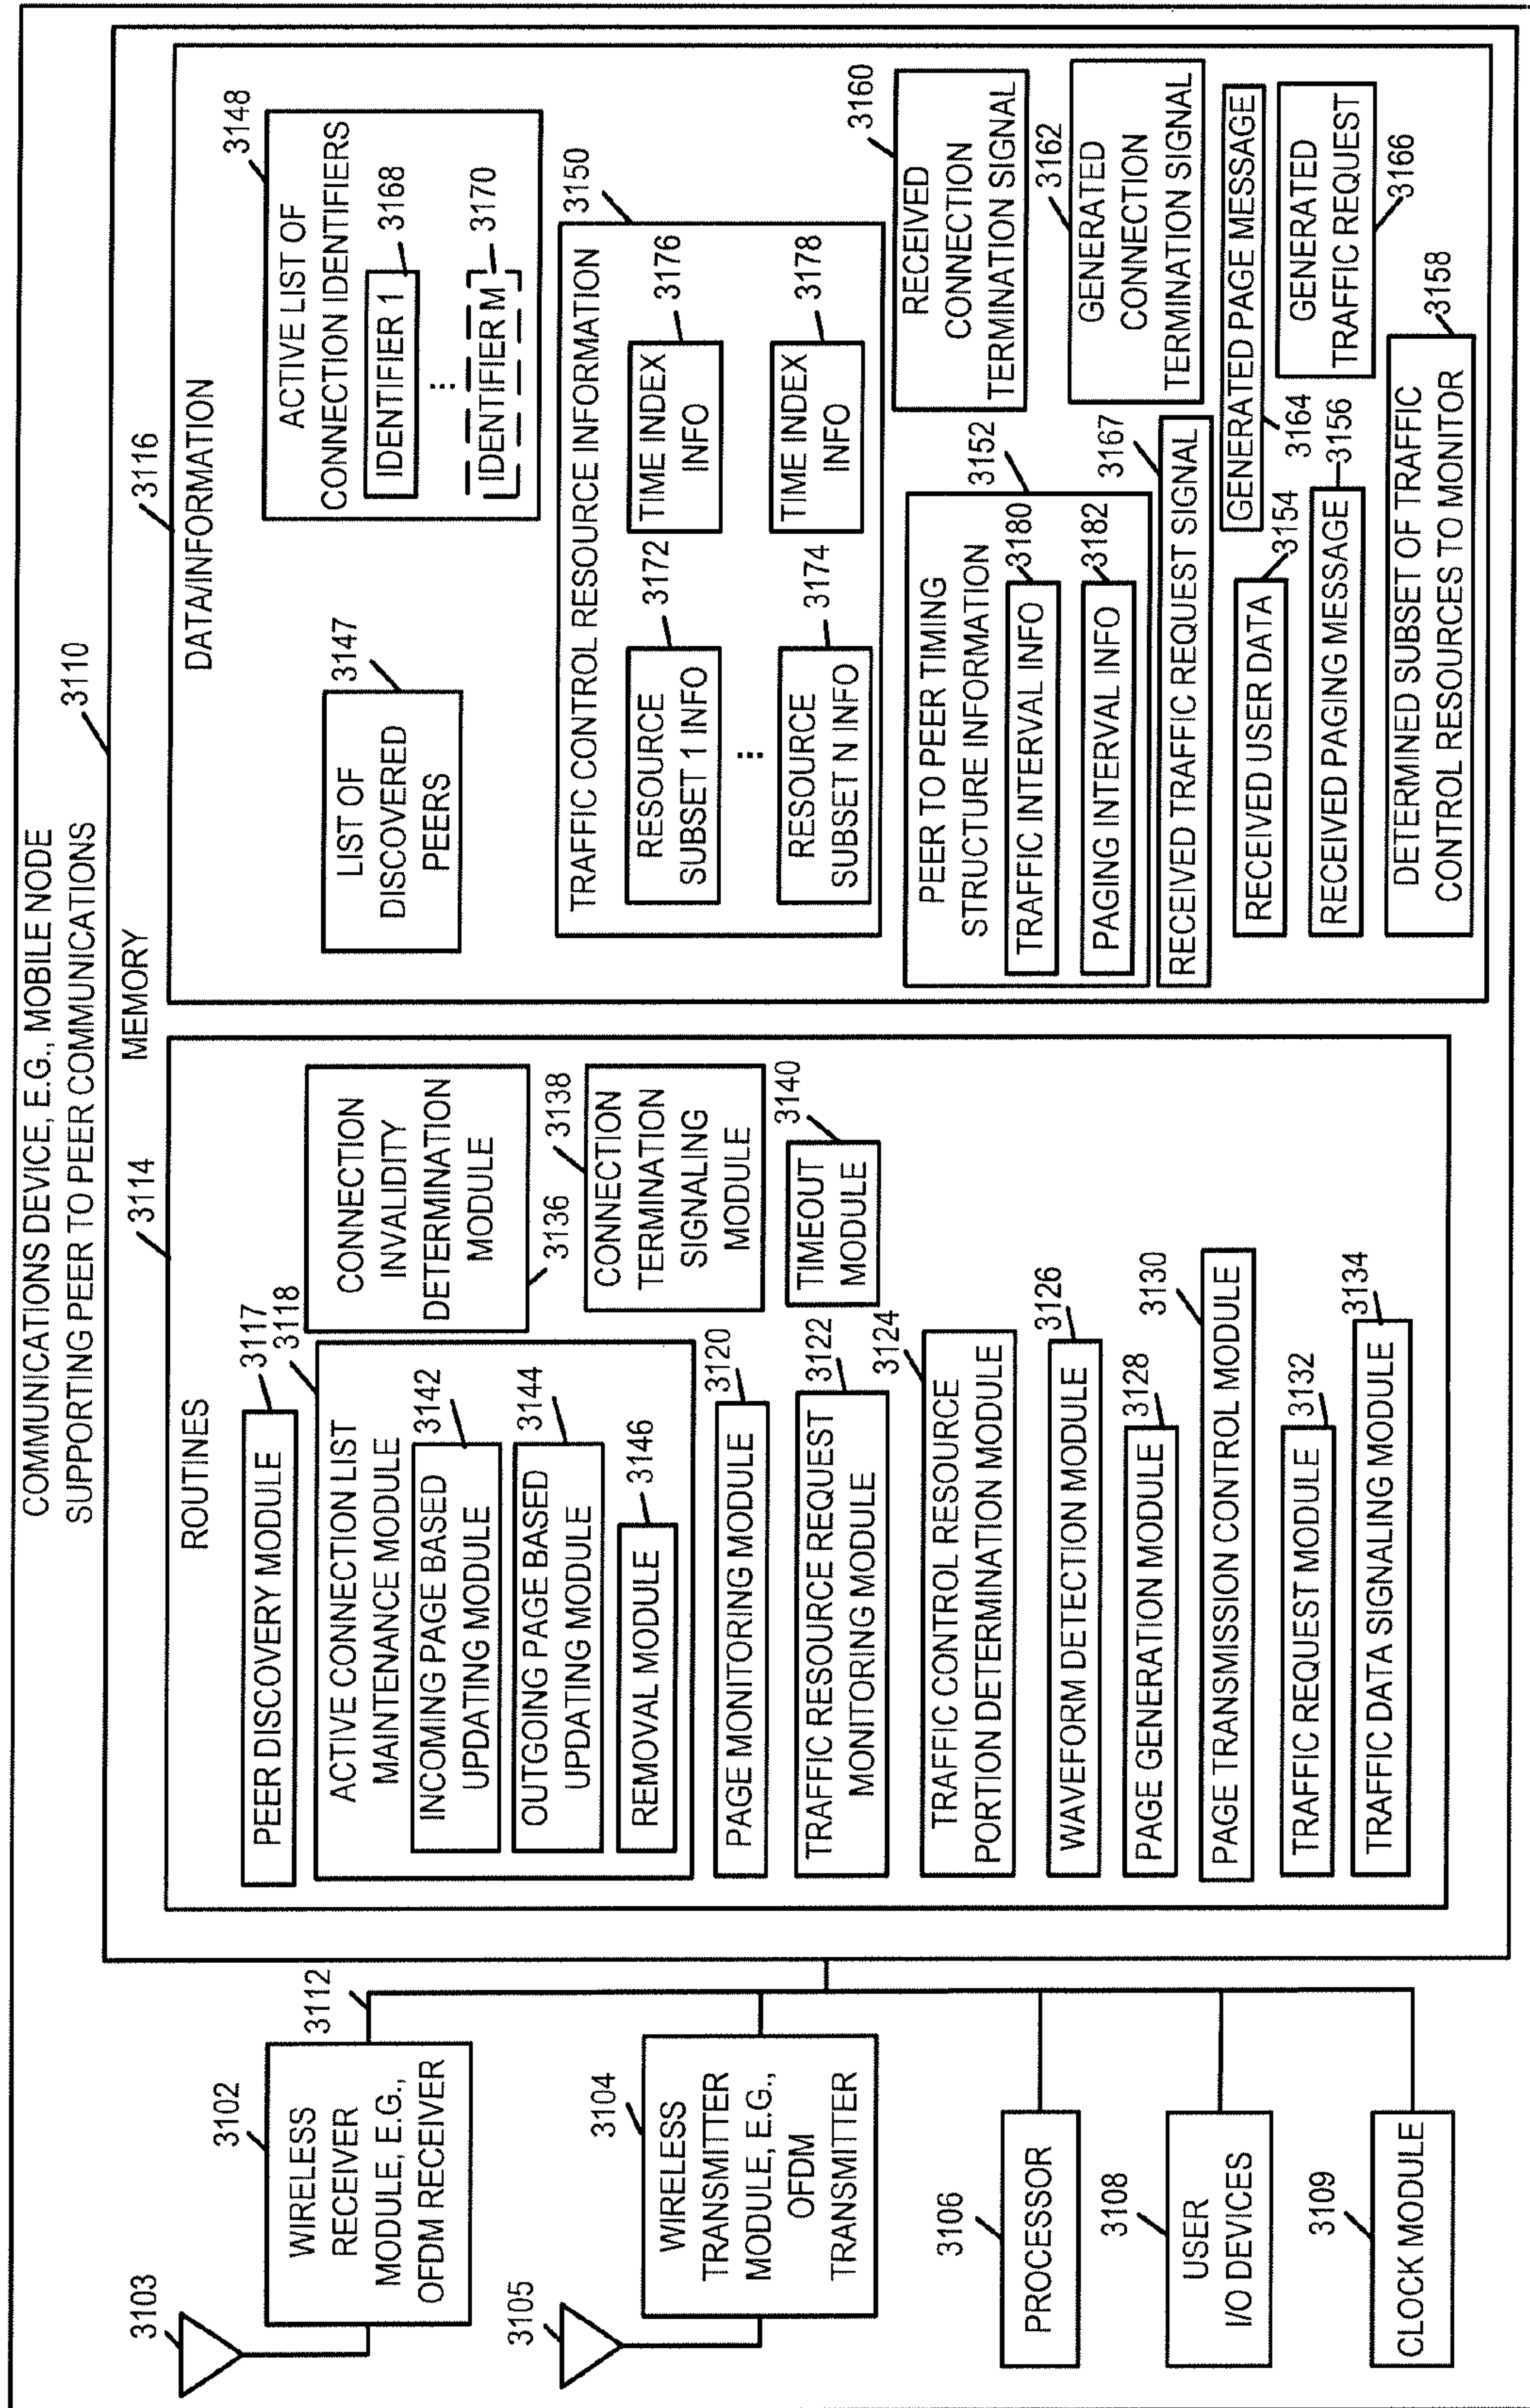 COMMUNICATIONS DEVICE, E.G., MOBILE NODE
SUPPORTING PEER TO PEER COMMUNICATIONS
3110
3103
3102
WIRELESS
RECEIVER
MODULE, E.G.,
OFDM RECEIVER
3112
3105
3104
WIRELESS
TRANSMITTER
MODULE, E.G.,
OFDM
TRANSMITTER
3106
PROCESSOR
3108
USER
I/O DEVICES
3109
CLOCK MODULE
MEMORY
3114
ROUTINES
PEER DISCOVERY MODULE
3117
3118
ACTIVE CONNECTION LIST
MAINTENANCE MODULE
INCOMING PAGE BASED
UPDATING MODULE
3142
OUTGOING PAGE BASED
UPDATING MODULE
3144
REMOVAL MODULE
3146
PAGE MONITORING MODULE
3120
TRAFFIC RESOURCE REQUEST
MONITORING MODULE
3122
TRAFFIC CONTROL RESOURCE
PORTION DETERMINATION MODULE
3124
WAVEFORM DETECTION MODULE
3126
PAGE GENERATION MODULE
3128
PAGE TRANSMISSION CONTROL MODULE
3130
TRAFFIC REQUEST MODULE
3132
TRAFFIC DATA SIGNALING MODULE
3134
CONNECTION
INVALIDITY
DETERMINATION
MODULE
3136
CONNECTION
TERMINATION
SIGNALING
MODULE
3138
TIMEOUT
MODULE
3140
3116
DATA/INFORMATION
LIST OF
DISCOVERED
PEERS
3147
ACTIVE LIST OF
CONNECTION IDENTIFIERS
3148
IDENTIFIER 1
3168
...
IDENTIFIER M
3170
TRAFFIC CONTROL RESOURCE INFORMATION
3150
RESOURCE
SUBSET 1 INFO
3172
TIME INDEX
INFO
3176
...
RESOURCE
SUBSET N INFO
3174
TIME INDEX
INFO
3178
PEER TO PEER TIMING
STRUCTURE INFORMATION
3152
TRAFFIC INTERVAL INFO
3180
PAGING INTERVAL INFO
3182
RECEIVED
CONNECTION
TERMINATION SIGNAL
3160
GENERATED
CONNECTION
TERMINATION SIGNAL
3162
RECEIVED TRAFFIC REQUEST SIGNAL
3167
GENERATED PAGE MESSAGE
3164
RECEIVED USER DATA
3154
RECEIVED PAGING MESSAGE
3156
GENERATED
TRAFFIC REQUEST
3166
DETERMINED SUBSET OF TRAFFIC
CONTROL RESOURCES TO MONITOR
3158